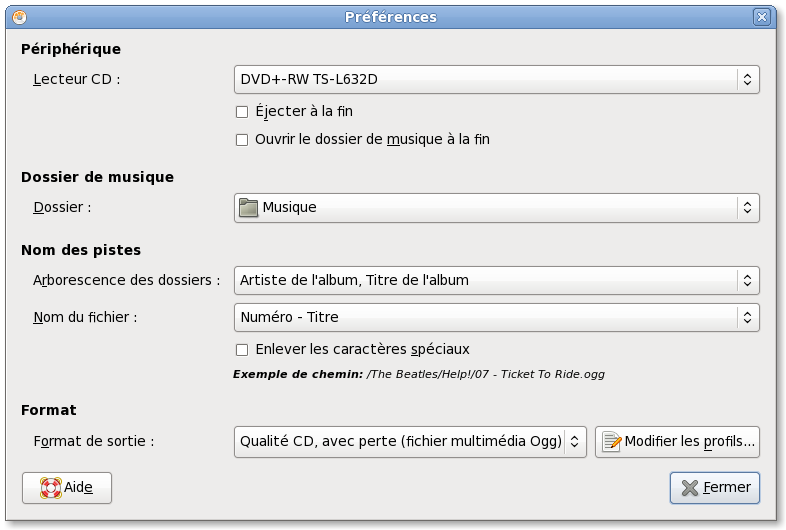 Préférences
Périphérique
Lecteur CD : DVD+-RW TS-L632D
Éjecter à la fin
Ouvrir le dossier de musique à la fin
Dossier de musique
Dossier : Musique
Nom des pistes
Arborescence des dossiers : Artiste de l'album, Titre de l'album
Nom du fichier : Numéro - Titre
Enlever les caractères spéciaux
Exemple de chemin: /The Beatles/Help!/07 - Ticket To Ride.ogg
Format
Format de sortie : Qualité CD, avec perte (fichier multimédia Ogg) Modifier les profils...
Aide Fermer